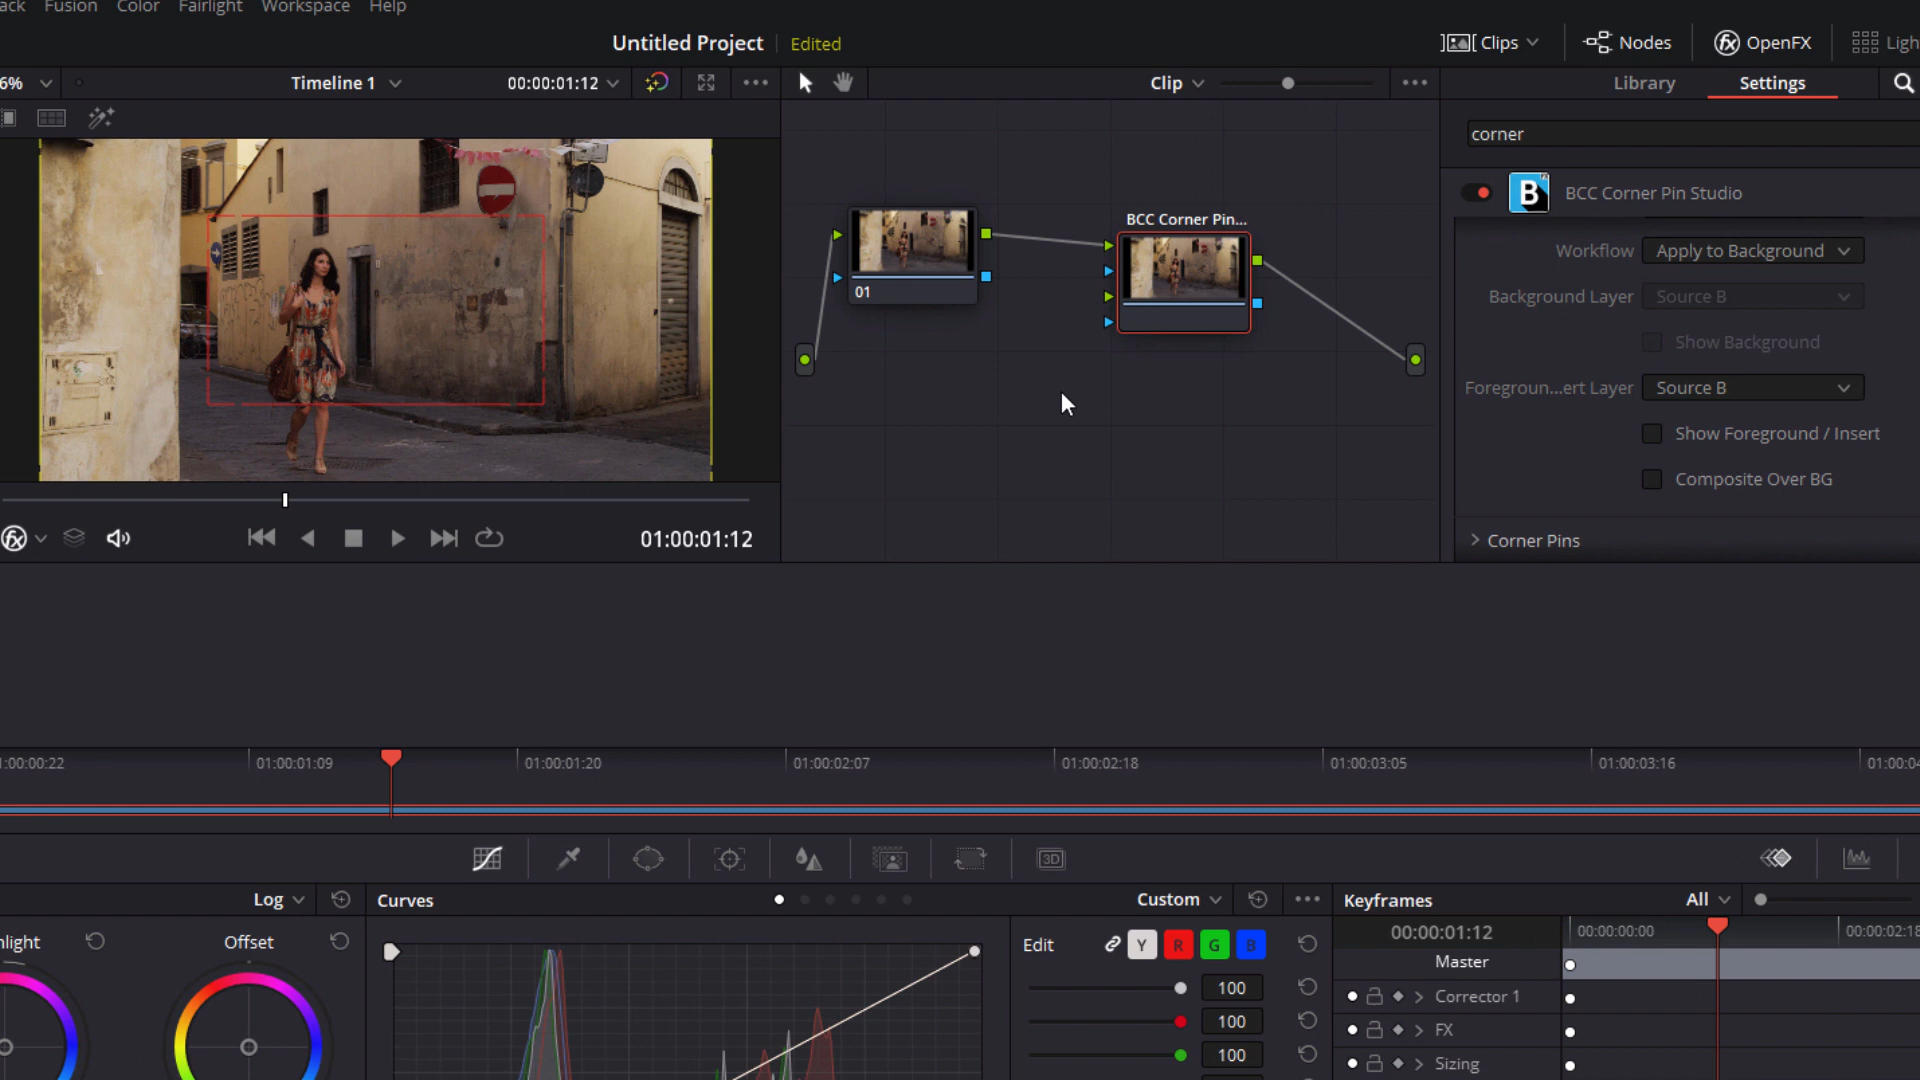 ack Fusion Color Fairlight Workspace Help
Untitled Project Edited
Clips Nodes OpenFX Ligh
6% Timeline 1 00:00:01:12 Clip Library Settings
corner
BCC Corner Pin Studio
BCC Corner Pin...
01
Workflow Apply to Background
Background Layer Source B
Show Background
Foregroun...ert Layer Source B
Show Foreground / Insert
Composite Over BG
Corner Pins
01:00:01:12
:00:00:22 01:00:01:09 01:00:01:20 01:00:02:07 01:00:02:18 01:00:03:05 01:00:03:16 01:00:04
3D
Log Curves Custom Keyframes All
hlight Offset Edit Y R G B
00:00:01:12 00:00:00:00 00:00:02:18
Master
100
Corrector 1
100
FX
100
Sizing